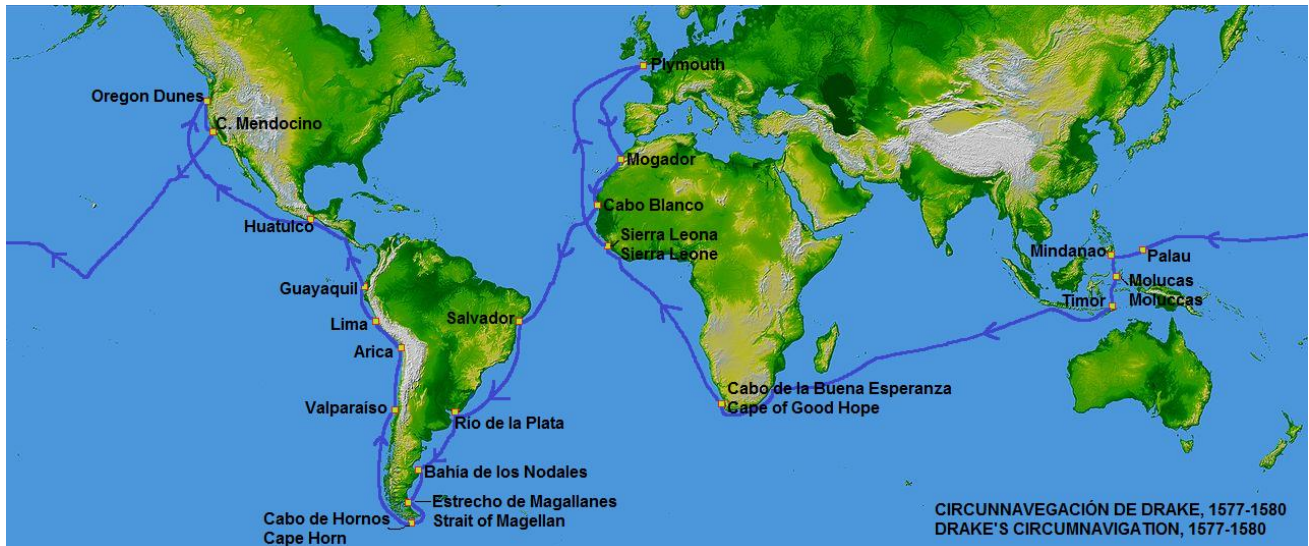 Plymouth
Oregon Dunes
C. Mendocino
Mogador
Cabo Blanco
Huatulco
Sierra Leona
Sierra Leone
Mindanao
Palau
Guayaquil
Molucas
Moluccas
Timor
Lima
Salvador
Arica
Cabo de la Buena Esperanza
Cape of Good Hope
Valparaíso
Río de la Plata
Bahía de los Nodales
Estrecho de Magallanes
Strait of Magellan
Cabo de Hornos
Cape Horn
CIRCUNNAVEGACIÓN DE DRAKE, 1577-1580
DRAKE'S CIRCUMNAVIGATION, 1577-1580